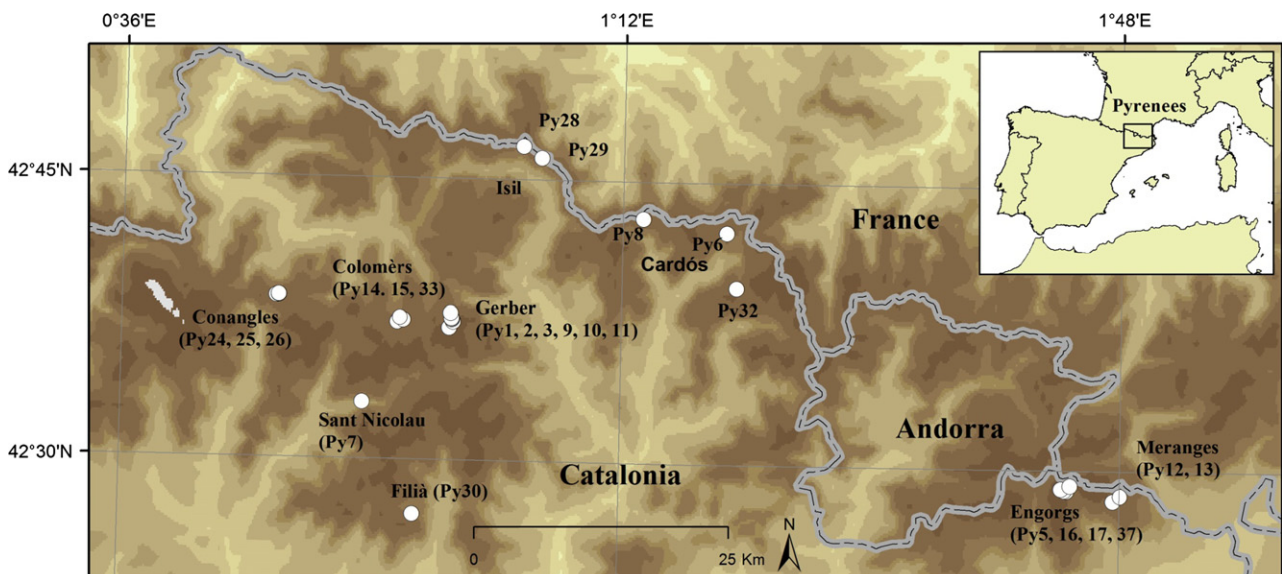 0°36'E
1°12'E
1°48'E
Pyrenees
Py28
Py29
42°45'N
Isil
France
Py8
Py6
Cardós
Colomèrs
(Py14. 15, 33)
Gerber
(Py1, 2, 3, 9, 10, 11)
Py32
Conangles
(Py24, 25, 26)
Sant Nicolau
(Py7)
Andorra
42°30'N
Meranges
(Py12, 13)
Catalonia
Filià (Py30)
Engorgs
(Py5, 16, 17, 37)
N
0
25 Km